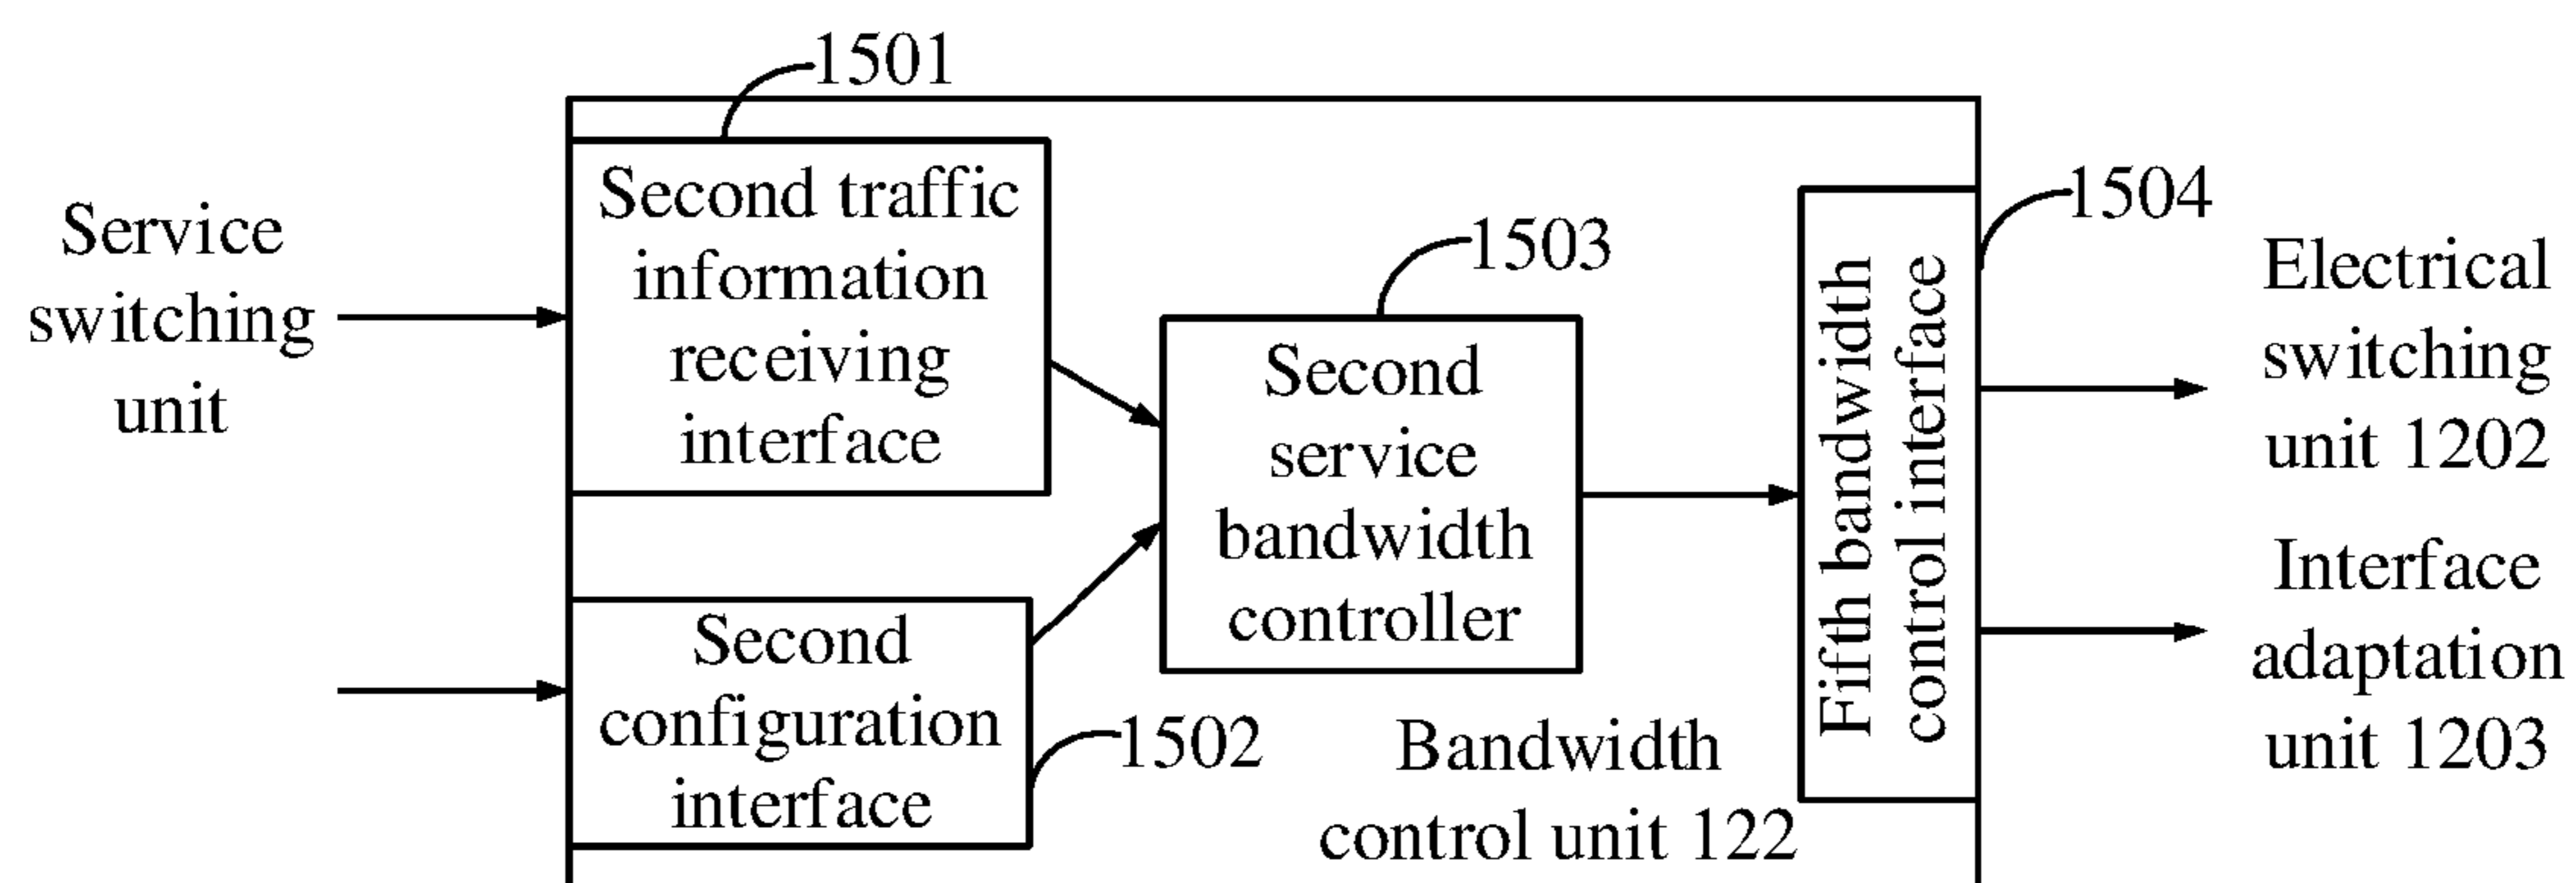 1501
Service
switching
unit
Second traffic
information
receiving
interface
1503
Second
service
bandwidth
controller
Second
configuration
interface
1502
Bandwidth
control unit 122
Fifth bandwidth
control interface
1504
Electrical
switching
unit 1202
Interface
adaptation
unit 1203